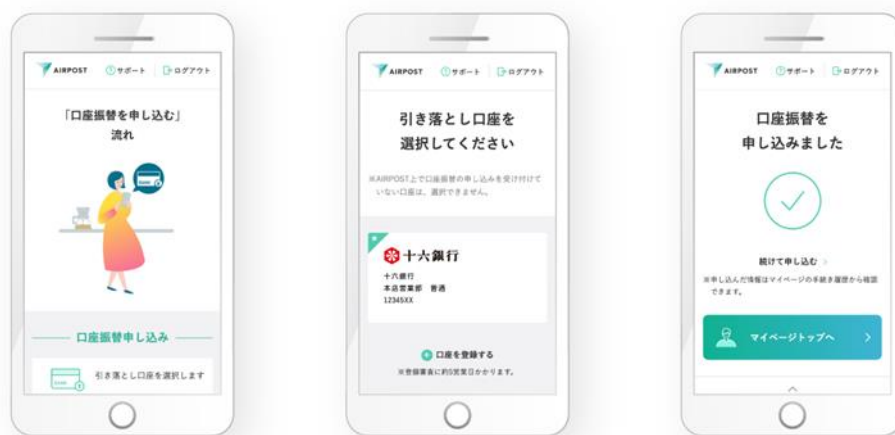 AIRPOST サポート ログアウト
「口座振替を申し込む」
流れ
BANK
口座振替申し込み
BANK
引き落とし口座を選択します
AIRPOST サポート ログアウト
引き落とし口座を
選択してください
※AIRPOST上で口座振替の申し込みを受け付けて
いない口座は、選択できません。
十六銀行
十六銀行
本店営業部 普通
12345XX
口座を登録する
※登録審査に約5営業日かかります。
AIRPOST サポート ログアウト
口座振替を
申し込みました
続けて申し込む
※申し込んだ情報はマイページの手続き履歴から確認
できます。
マイページトップへ